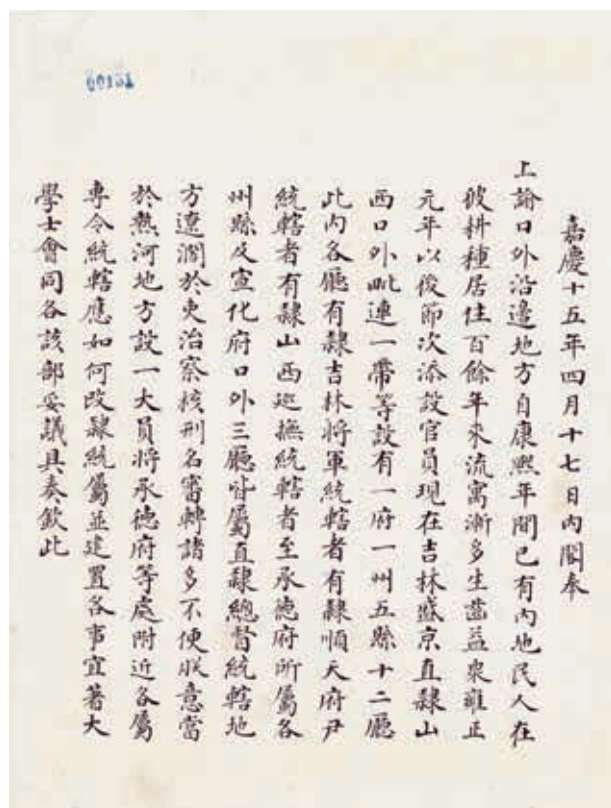 嘉慶十五年四月十七日內閣奉
上諭口外沿邊地方自康熙年間已有內地民人在
彼耕種居住百餘年來流寓漸多生齒益衆雍正
元年以後節次添設官員現在吉林盛京直隸山
西口外毗連一帶等設有一府一州五縣十二廳
此內各廳有隸吉林將軍統轄者有隸順天府尹
統轄者有隸山西巡撫統轄者至承德府所屬各
州縣及宣化府口外三廳皆屬直隸總督統轄地
方遼濶於吏治察核刑名審轉諸多不便朕意當
於熱河地方設一大員將承德府等處附近各屬
專令統轄應如何改隸統屬並建置各事宜著大
學士會同各該部妥議具奏欽此